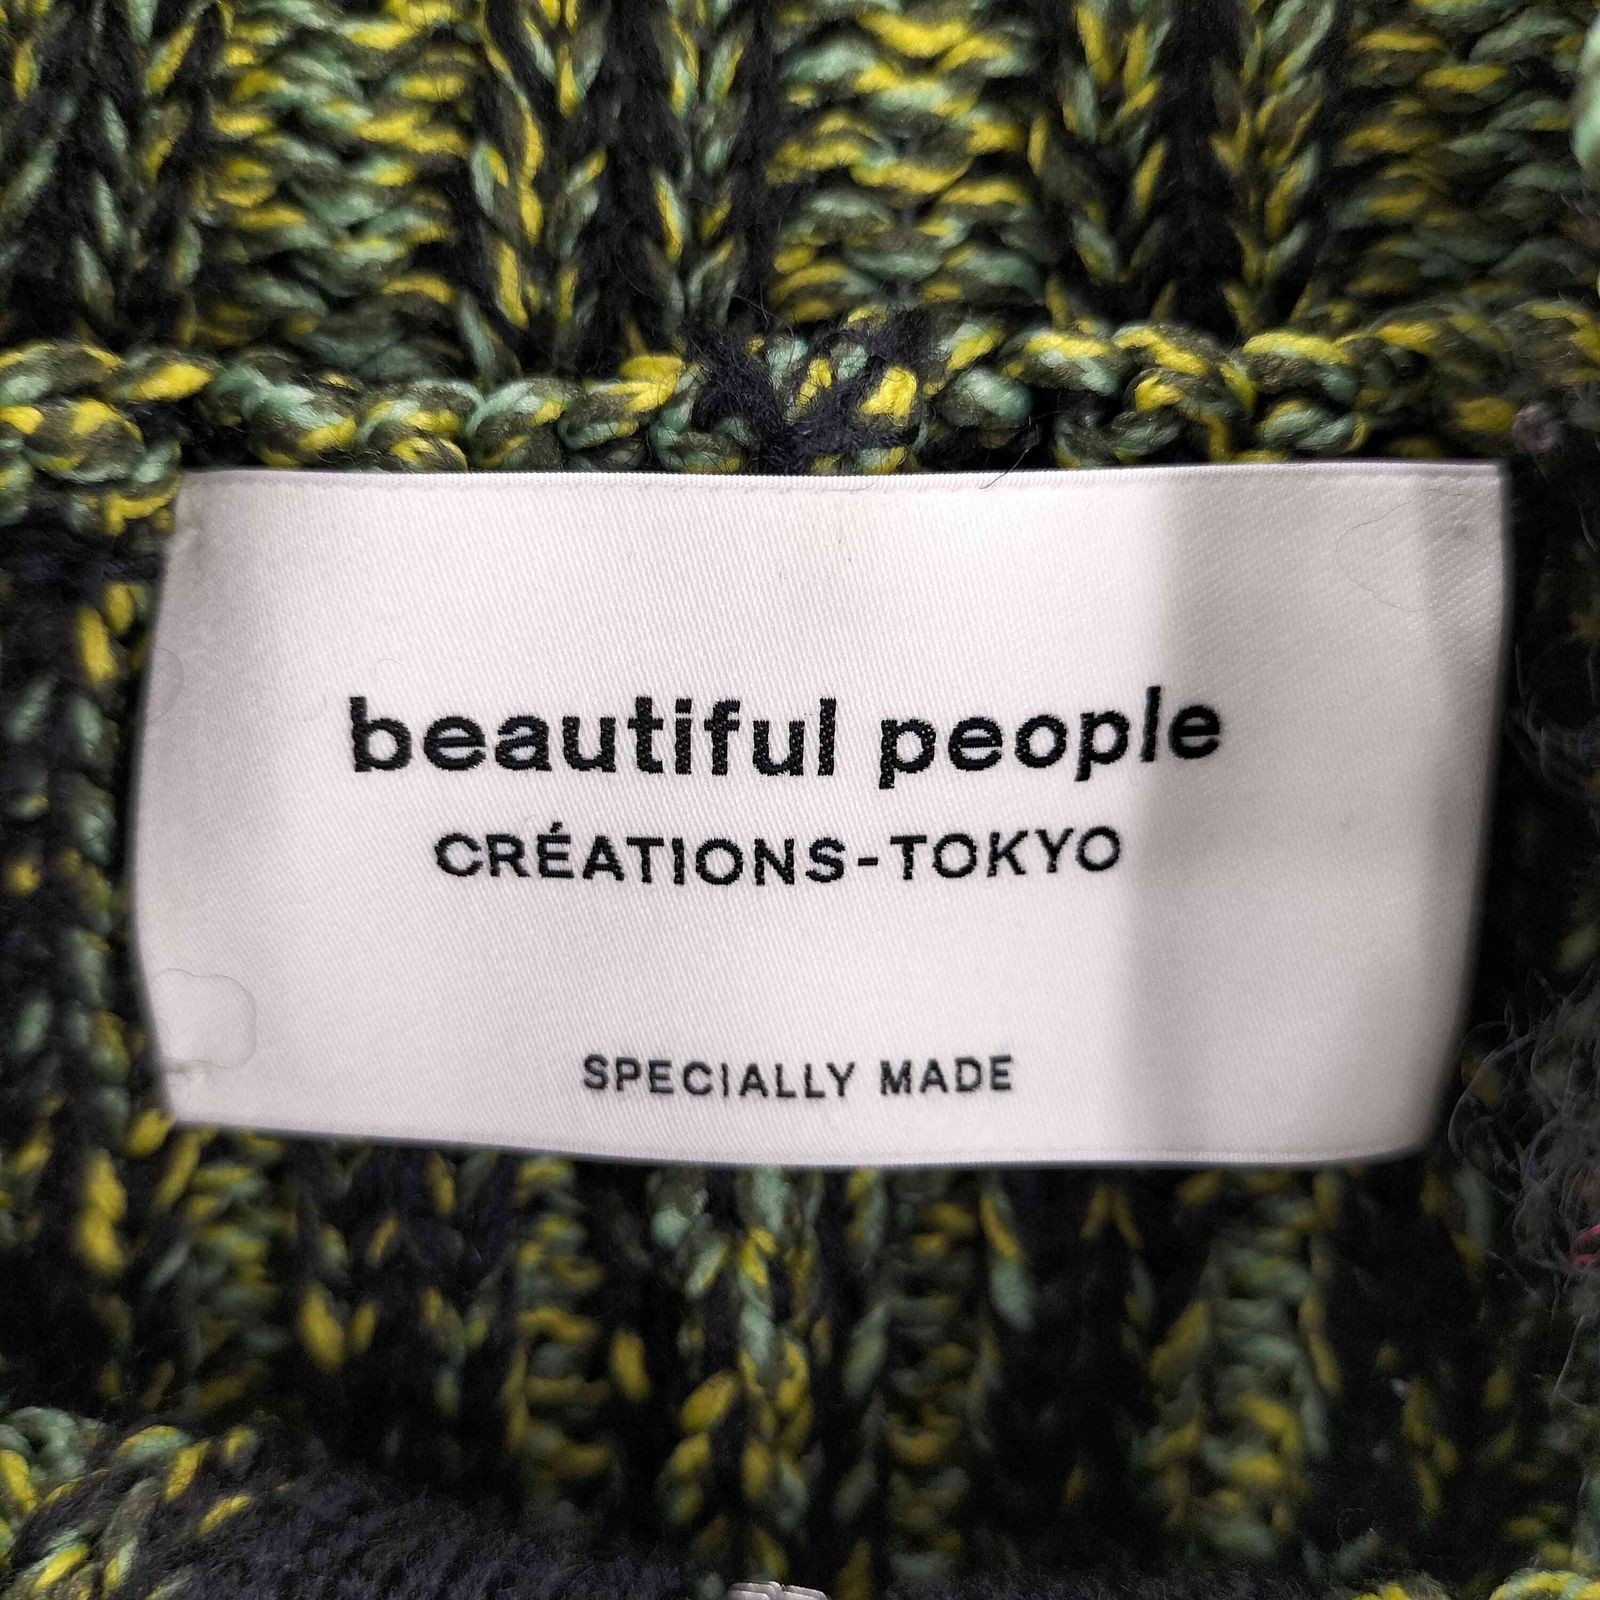 beautiful people
CRÉATIONS-TOKYO
SPECIALLY MADE